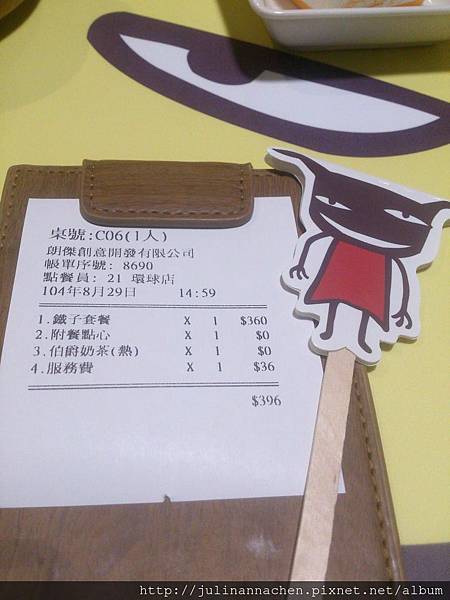 桌號:C06(1人)
朗傑創意開發有限公司
帳單序號: 8690
點餐員: 21 環球店
104年8月29日 14:59
1.鐵子套餐 X 1 $360
2.附餐點心 X 1 $0
3.伯爵奶茶(熱) X 1 $0
4.服務費 X 1 $36
$396
http://julinannachen.pixnet.net/album